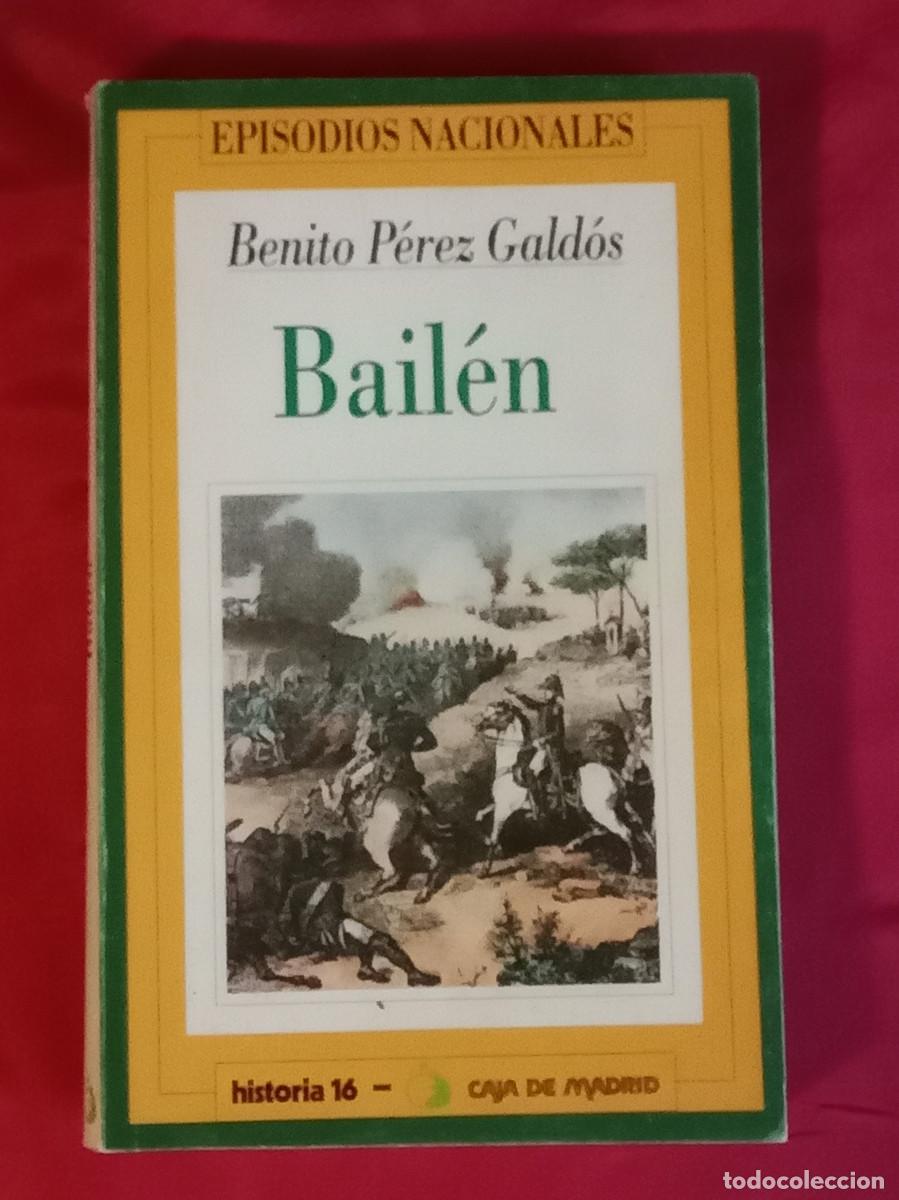 EPISODIOS NACIONALES
Benito Pérez Galdós
Bailén
historia 16 — CAJA DE MADRID
todocoleccion